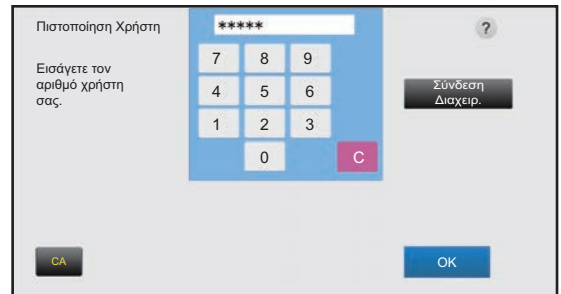 Πιστοποίηση Χρήστη
*****
?
Εισάγετε τον
αριθμό χρήστη
σας.
7 8 9
4 5 6
1 2 3
0 C
Σύνδεση
Διαχειρ.
CA
OK